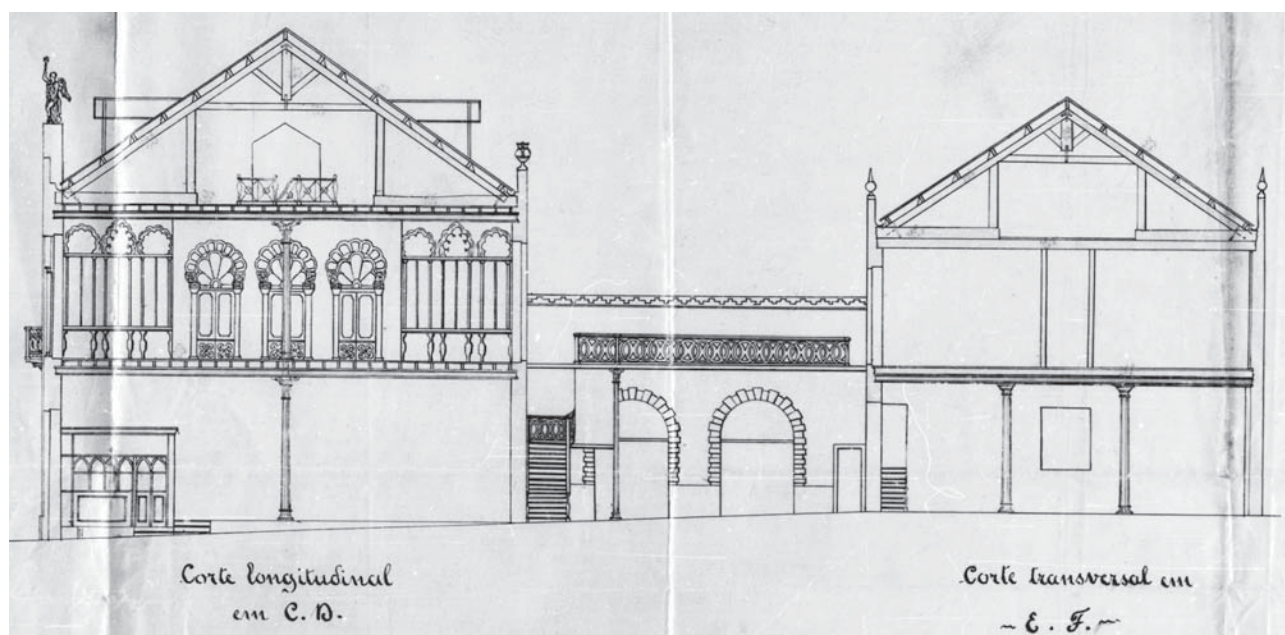 Corte longitudinal
em C. D.
Corte transversal em
~ E. F. ~